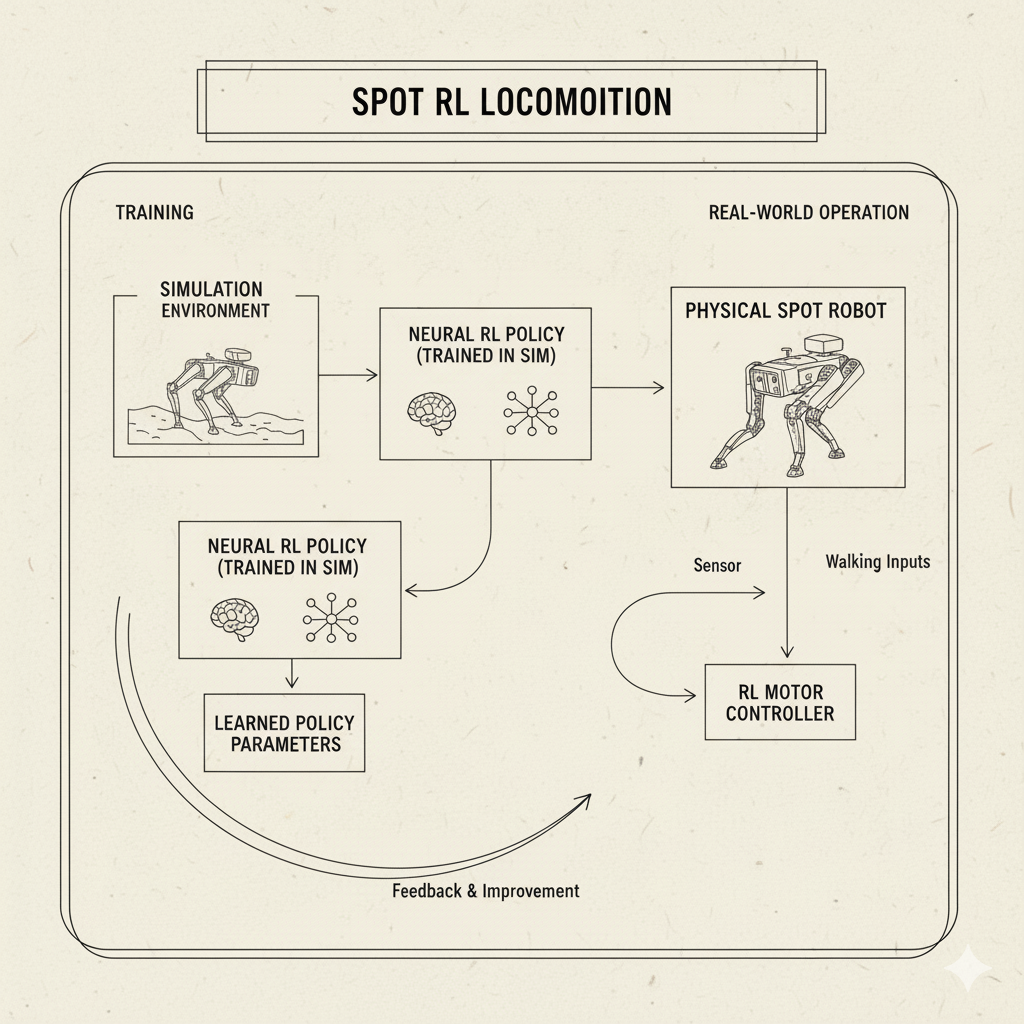 SPOT RL LOCOMOITION
TRAINING
REAL-WORLD OPERATION
SIMULATION
ENVIRONMENT
NEURAL RL POLICY
(TRAINED IN SIM)
PHYSICAL SPOT ROBOT
NEURAL RL POLICY
(TRAINED IN SIM)
LEARNED POLICY
PARAMETERS
Sensor
Walking Inputs
RL MOTOR
CONTROLLER
Feedback & Improvement